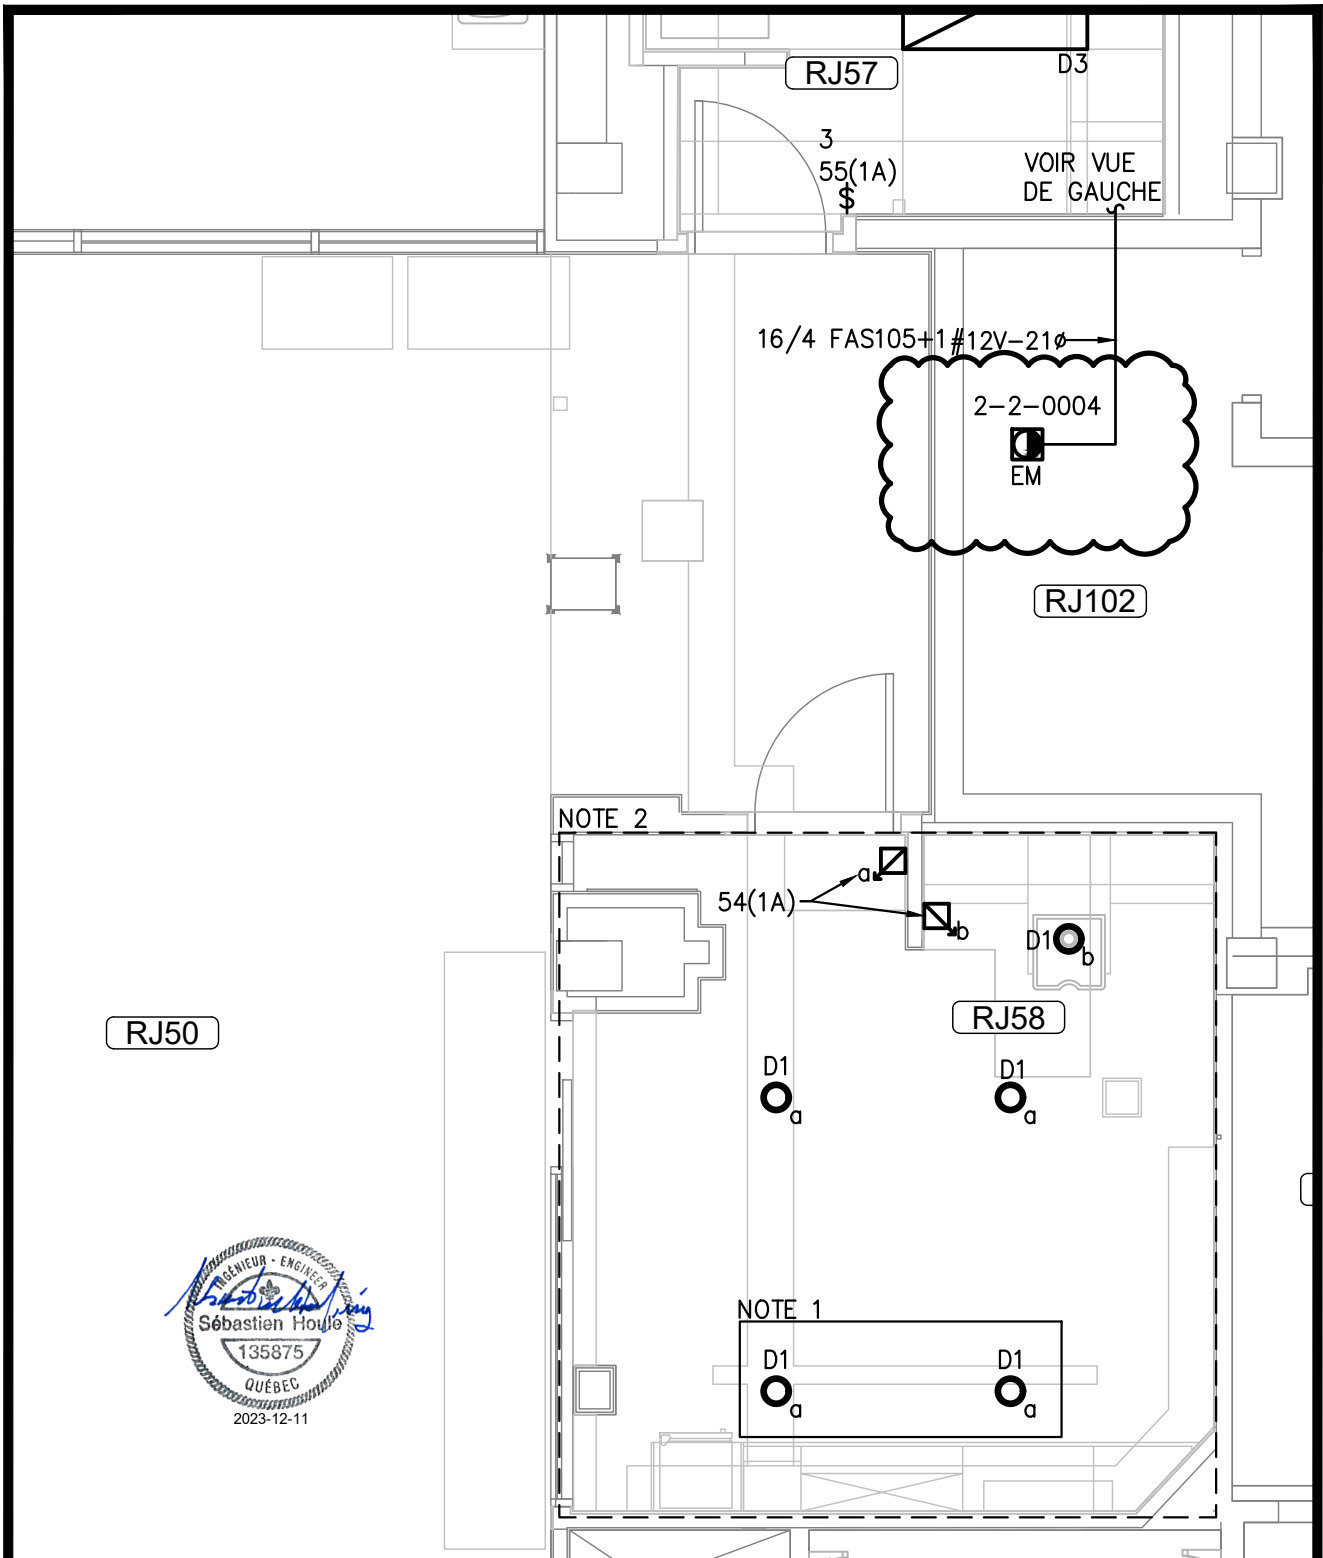 D3
RJ57
3
55(1A)
$
VOIR VUE
DE GAUCHE
16/4 FAS105+1#12V-21ø
2-2-0004
EM
RJ102
NOTE 2
a
54(1A)
b
D1
b
RJ58
RJ50
D1
a
D1
a
INGÉNIEUR - ENGINEER
Sébastien Houle
135875
QUÉBEC
2023-12-11
NOTE 1
D1
a
D1
a